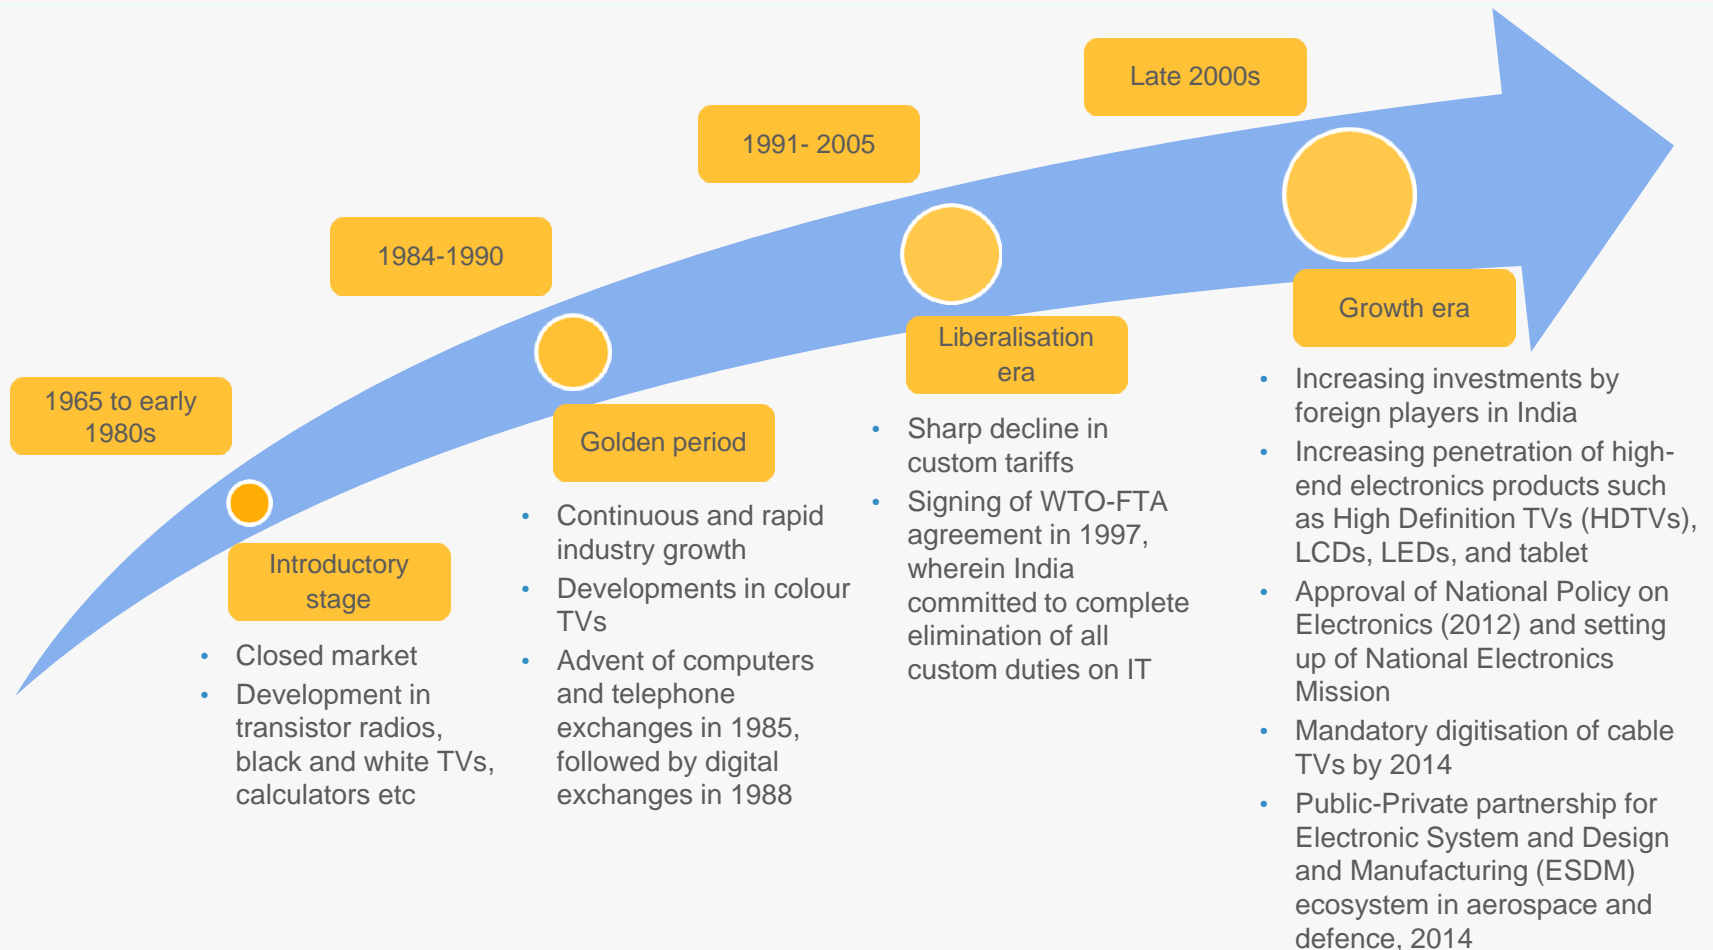 1965 to early
1980s
Introductory
stage
• Closed market
• Development in
transistor radios,
black and white TVs,
calculators etc
1984-1990
Golden period
• Continuous and rapid
industry growth
• Developments in colour
TVs
• Advent of computers
and telephone
exchanges in 1985,
followed by digital
exchanges in 1988
1991- 2005
Liberalisation
era
• Sharp decline in
custom tariffs
• Signing of WTO-FTA
agreement in 1997,
wherein India
committed to complete
elimination of all
custom duties on IT
Late 2000s
Growth era
• Increasing investments by
foreign players in India
• Increasing penetration of high-
end electronics products such
as High Definition TVs (HDTVs),
LCDs, LEDs, and tablet
• Approval of National Policy on
Electronics (2012) and setting
up of National Electronics
Mission
• Mandatory digitisation of cable
TVs by 2014
• Public-Private partnership for
Electronic System and Design
and Manufacturing (ESDM)
ecosystem in aerospace and
defence, 2014